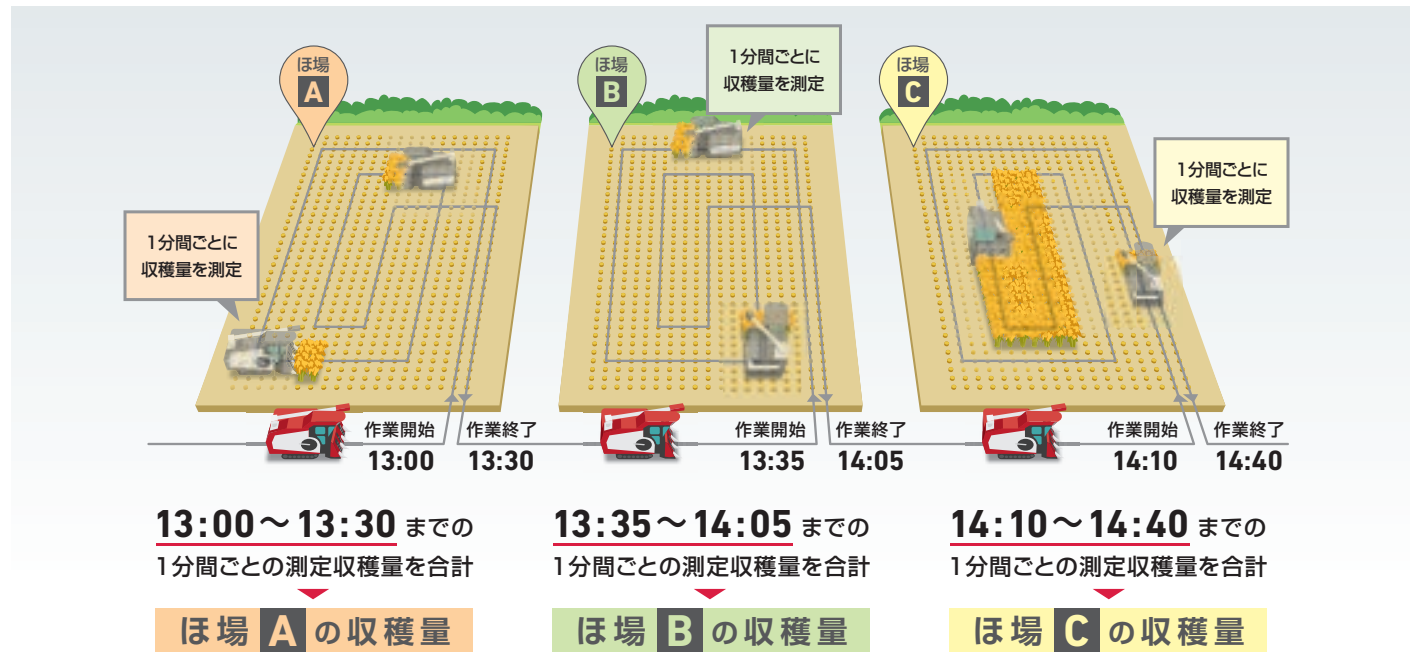 ほ場
A
ほ場
B
1分間ごとに
収穫量を測定
ほ場
C
1分間ごとに
収穫量を測定
1分間ごとに
収穫量を測定
作業開始
13:00
作業終了
13:30
作業開始
13:35
作業終了
14:05
作業開始
14:10
作業終了
14:40
13:00～13:30 までの
1分間ごとの測定収穫量を合計
ほ場 A の収穫量
13:35～14:05 までの
1分間ごとの測定収穫量を合計
ほ場 B の収穫量
14:10～14:40 までの
1分間ごとの測定収穫量を合計
ほ場 C の収穫量